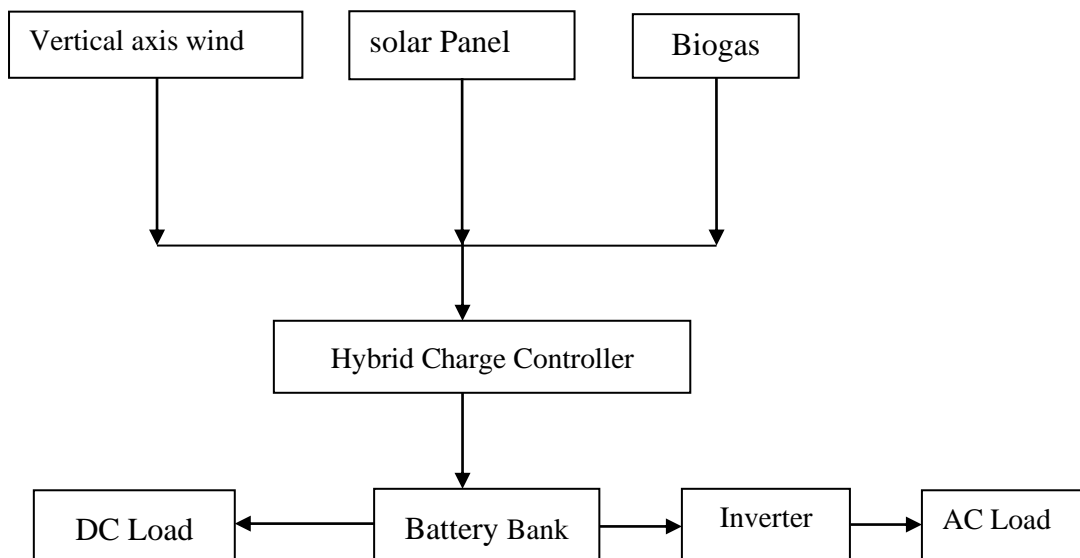 Vertical axis wind
solar Panel
Biogas
Hybrid Charge Controller
DC Load
Battery Bank
Inverter
AC Load